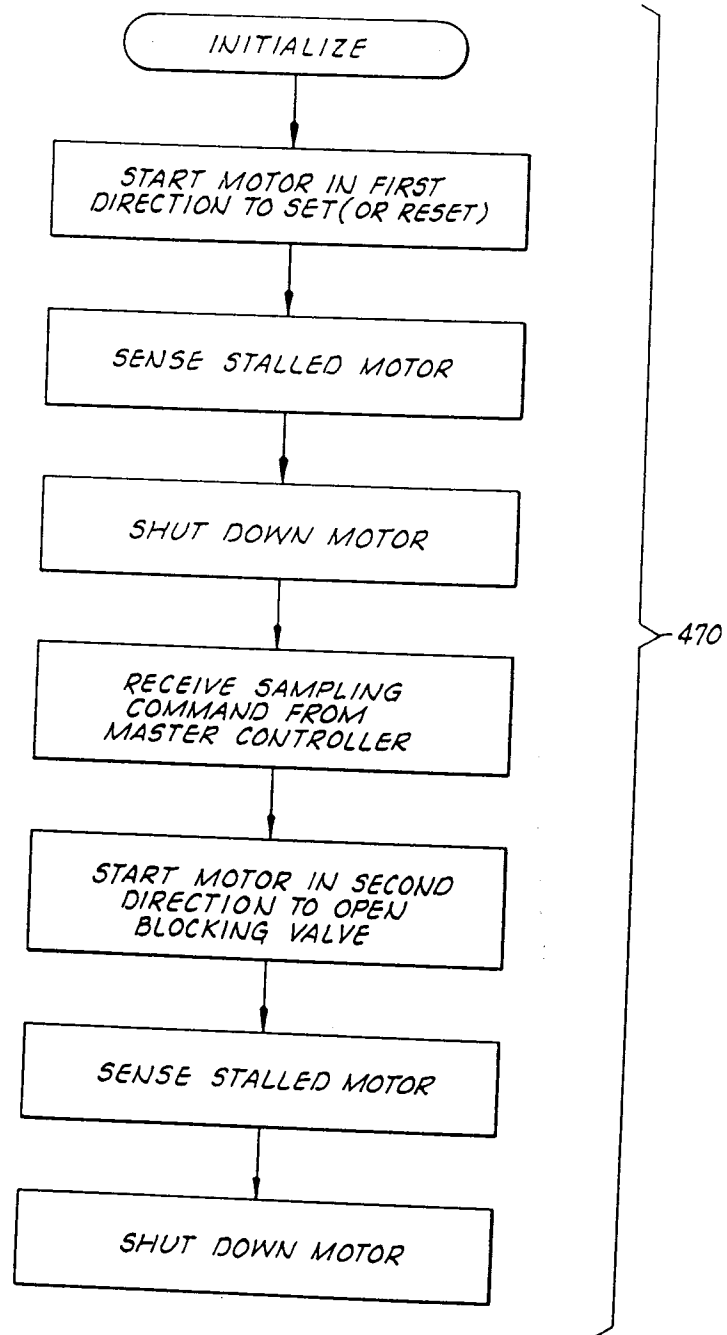 INITIALIZE
START MOTOR IN FIRST
DIRECTION TO SET(OR RESET)
SENSE STALLED MOTOR
SHUT DOWN MOTOR
RECEIVE SAMPLING
COMMAND FROM
MASTER CONTROLLER
START MOTOR IN SECOND
DIRECTION TO OPEN
BLOCKING VALVE
SENSE STALLED MOTOR
SHUT DOWN MOTOR
470